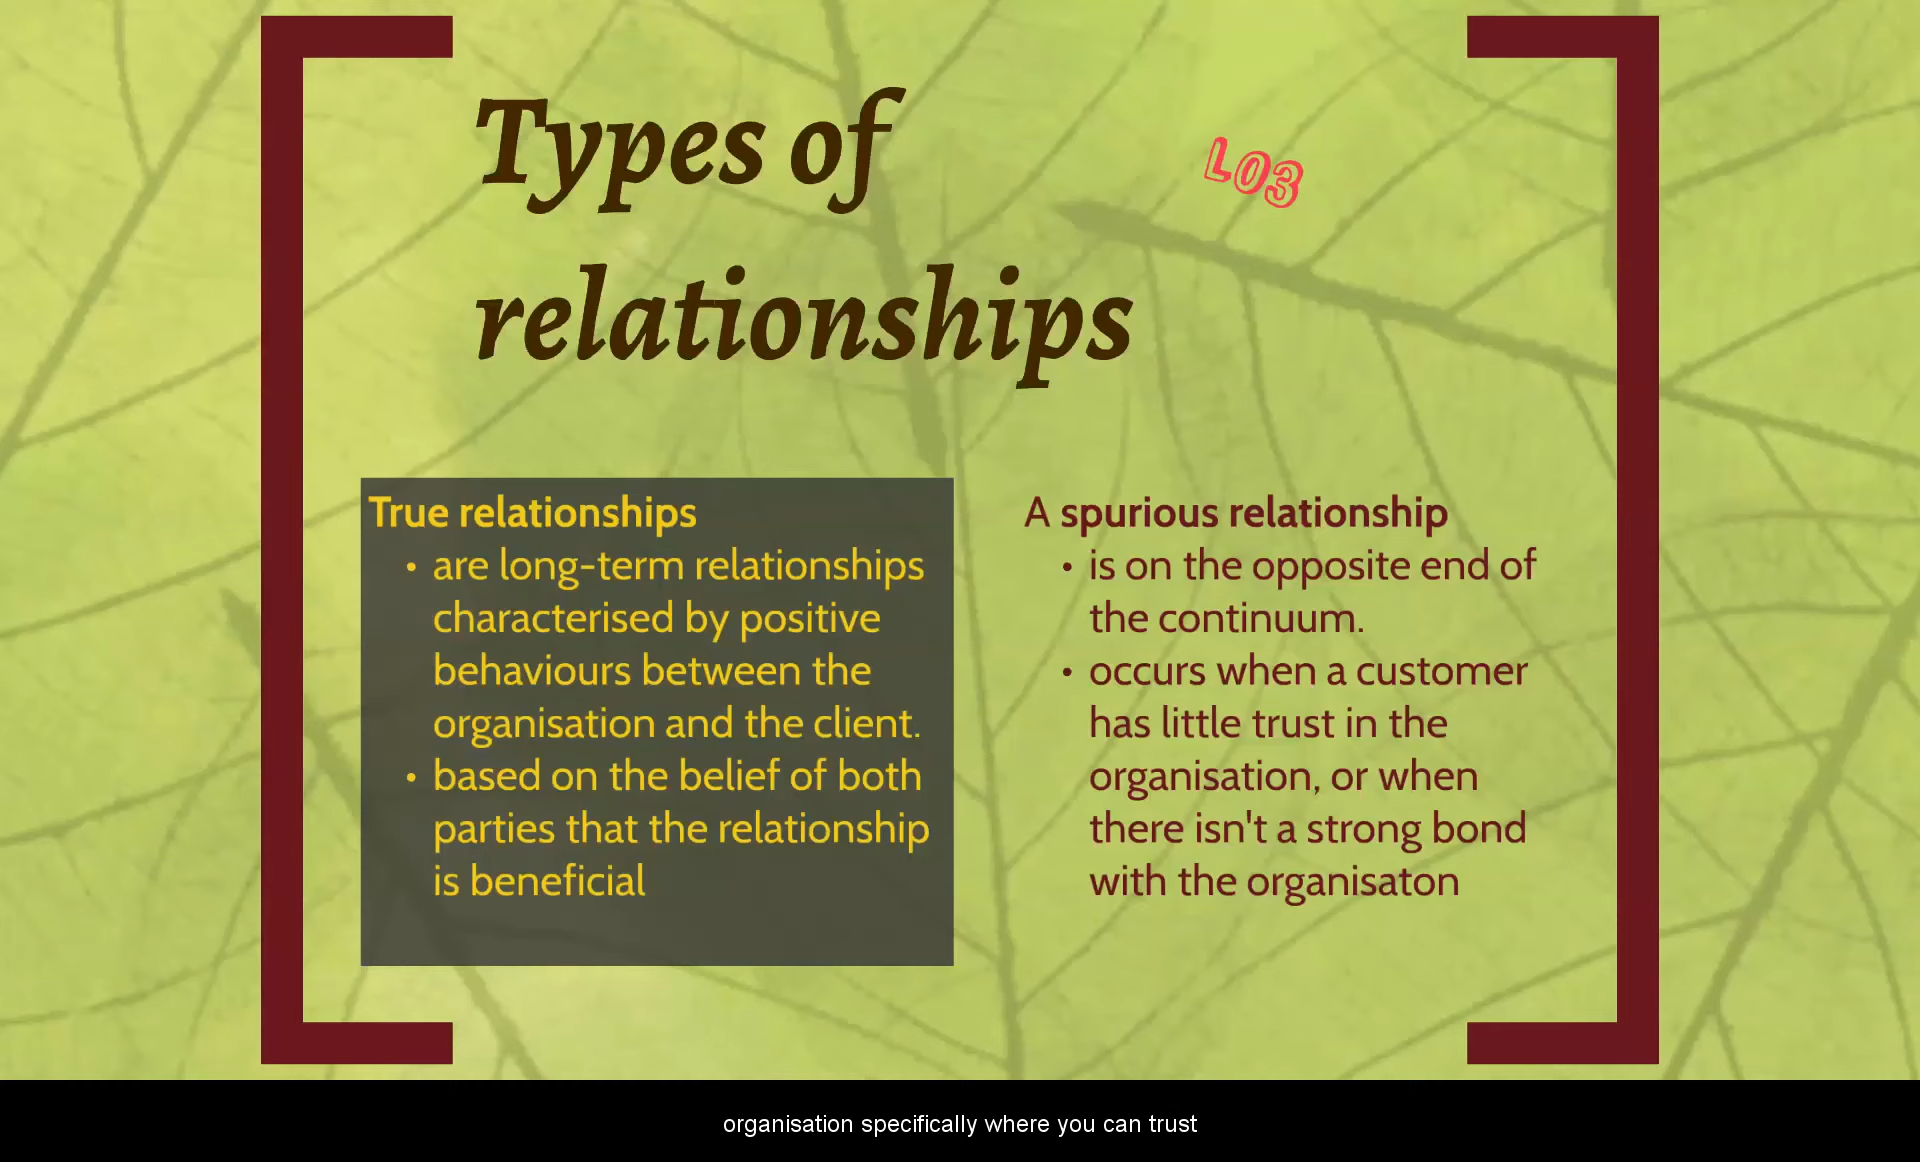 Types of
relationships
LO3
True relationships
• are long-term relationships
characterised by positive
behaviours between the
organisation and the client.
• based on the belief of both
parties that the relationship
is beneficial
A spurious relationship
• is on the opposite end of
the continuum.
• occurs when a customer
has little trust in the
organisation, or when
there isn't a strong bond
with the organisaton
organisation specifically where you can trust